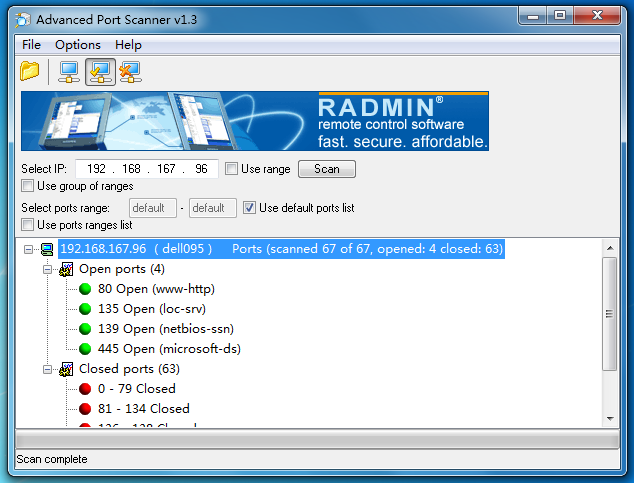 Advanced Port Scanner v1.3
File Options Help
RADMIN®
remote control software
fast. secure. affordable.
Select IP: 192 . 168 . 167 . 96 Use range Scan
Use group of ranges
Select ports range: default - default Use default ports list
Use ports ranges list
192.168.167.96 ( dell095 ) Ports (scanned 67 of 67, opened: 4 closed: 63)
Open ports (4)
80 Open (www-http)
135 Open (loc-srv)
139 Open (netbios-ssn)
445 Open (microsoft-ds)
Closed ports (63)
0 - 79 Closed
81 - 134 Closed
136 - 138 Closed
Scan complete